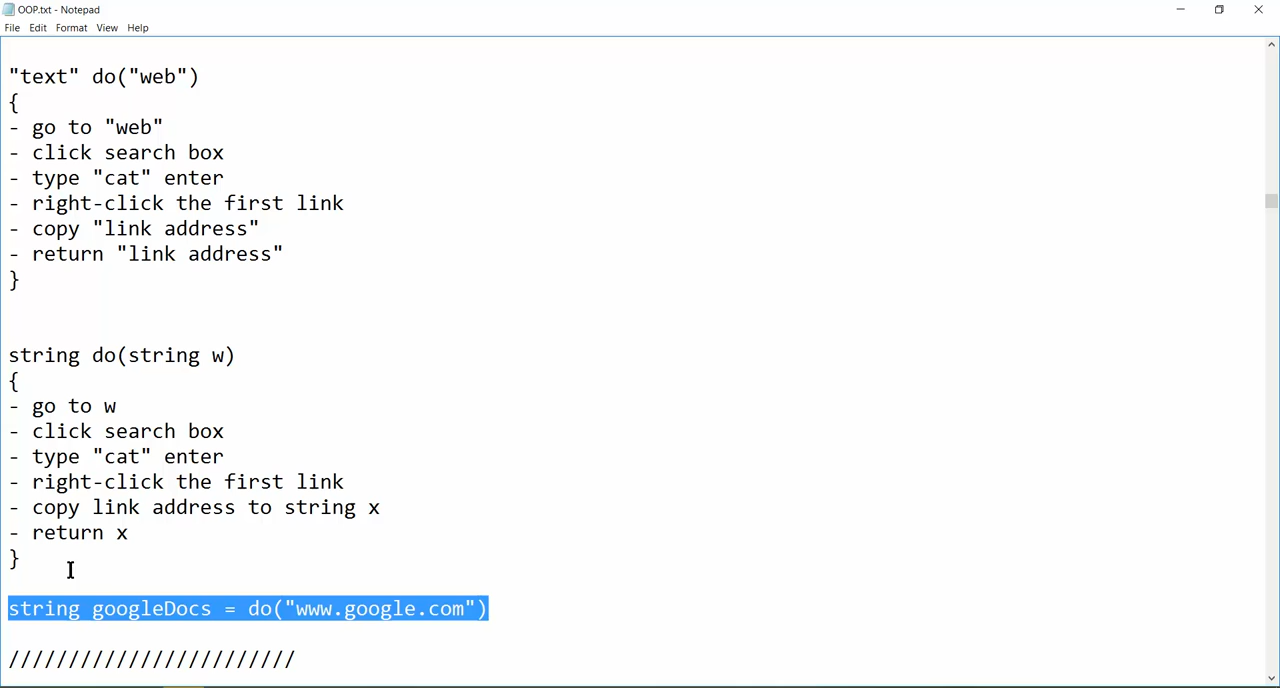 OOP.txt - Notepad
File Edit Format View Help
"text" do("web")
{
- go to "web"
- click search box
- type "cat" enter
- right-click the first link
- copy "link address"
- return "link address"
}
string do(string w)
{
- go to w
- click search box
- type "cat" enter
- right-click the first link
- copy link address to string x
- return x
}
string googleDocs = do("www.google.com")
////////////////////////